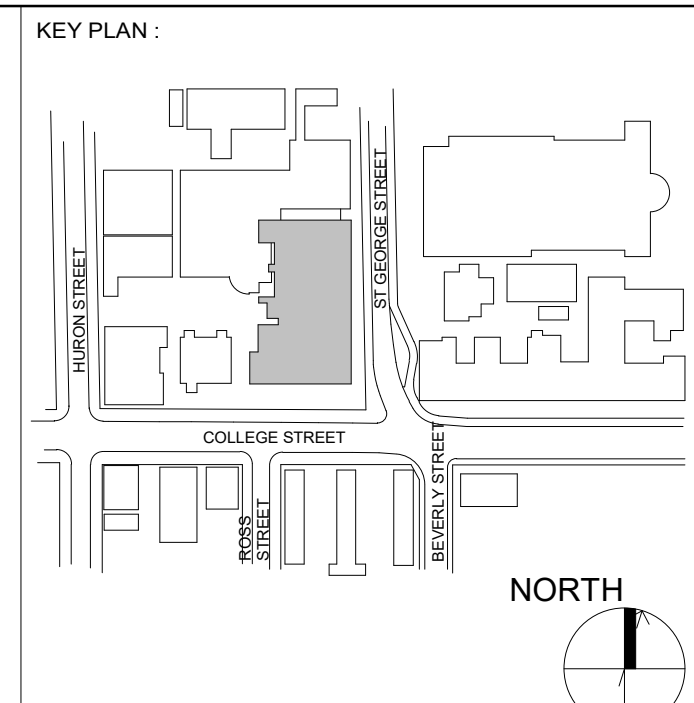 KEY PLAN :
ST GEORGE STREET
HURON STREET
COLLEGE STREET
BEVERLY STREET
ROSS
STREET
NORTH